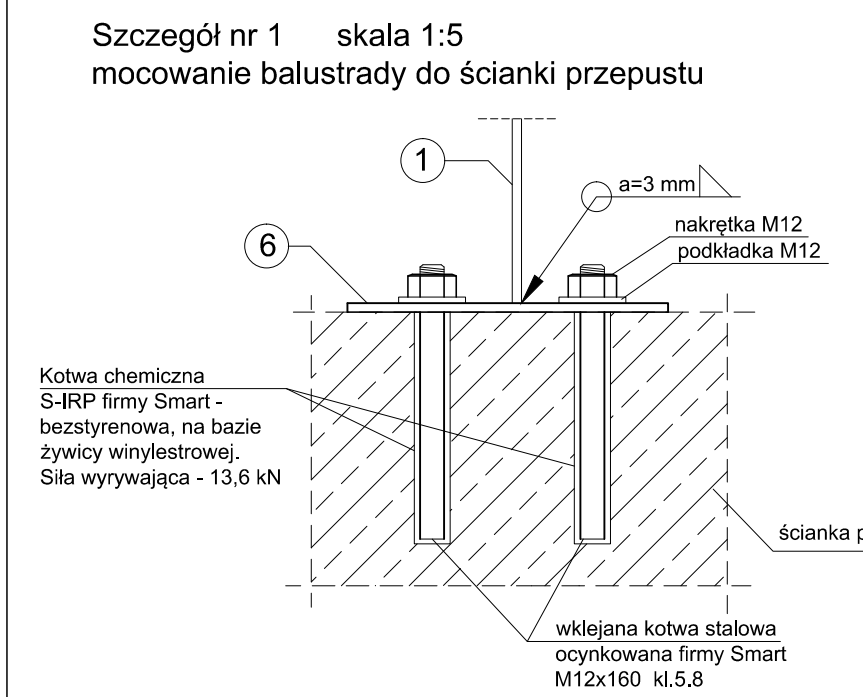 Szczegół nr 1 skala 1:5
mocowanie balustrady do ścianki przepustu
1
a=3 mm
nakrętka M12
podkładka M12
6
Kotwa chemiczna
S-IRP firmy Smart -
bezstyrenowa, na bazie
żywicy winylestrowej.
Siła wyrywająca - 13,6 kN
ścianka p
wklejana kotwa stalowa
ocynkowana firmy Smart
M12x160 kl.5.8